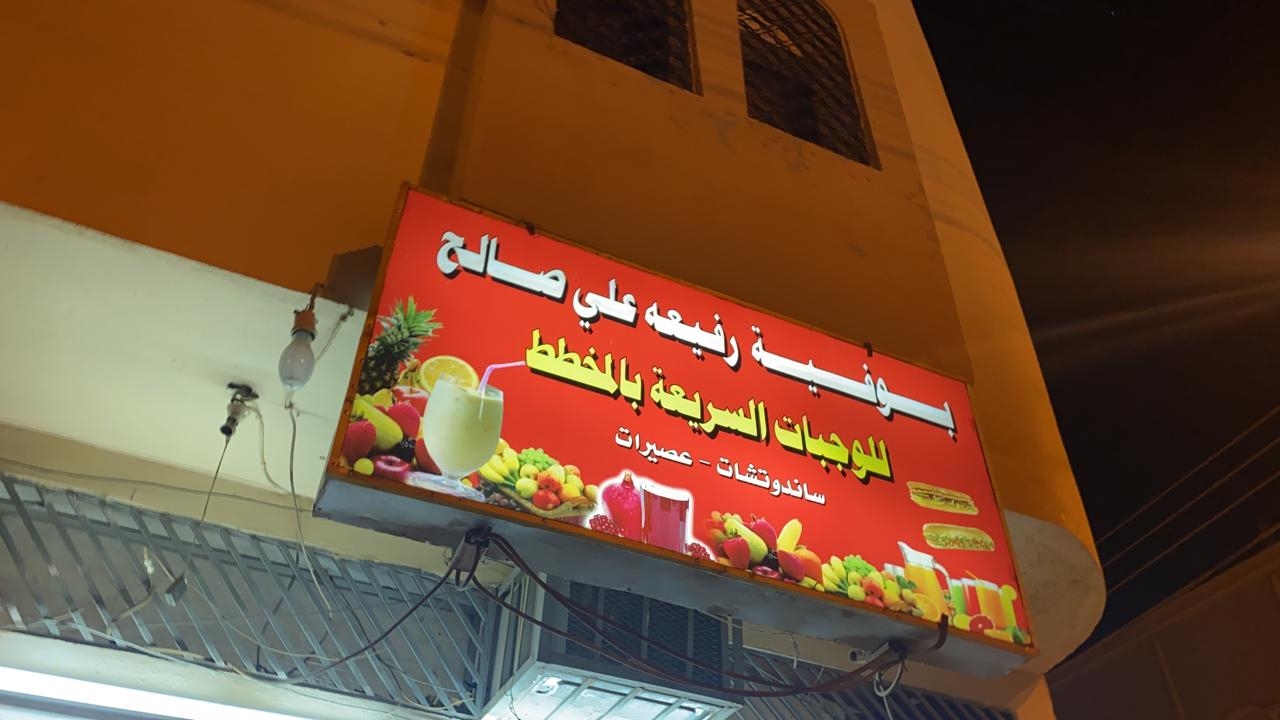 بوفية رفيعه علي صالح
للوجبات السريعة بالمخطط
ساندوتشات - عصيرات